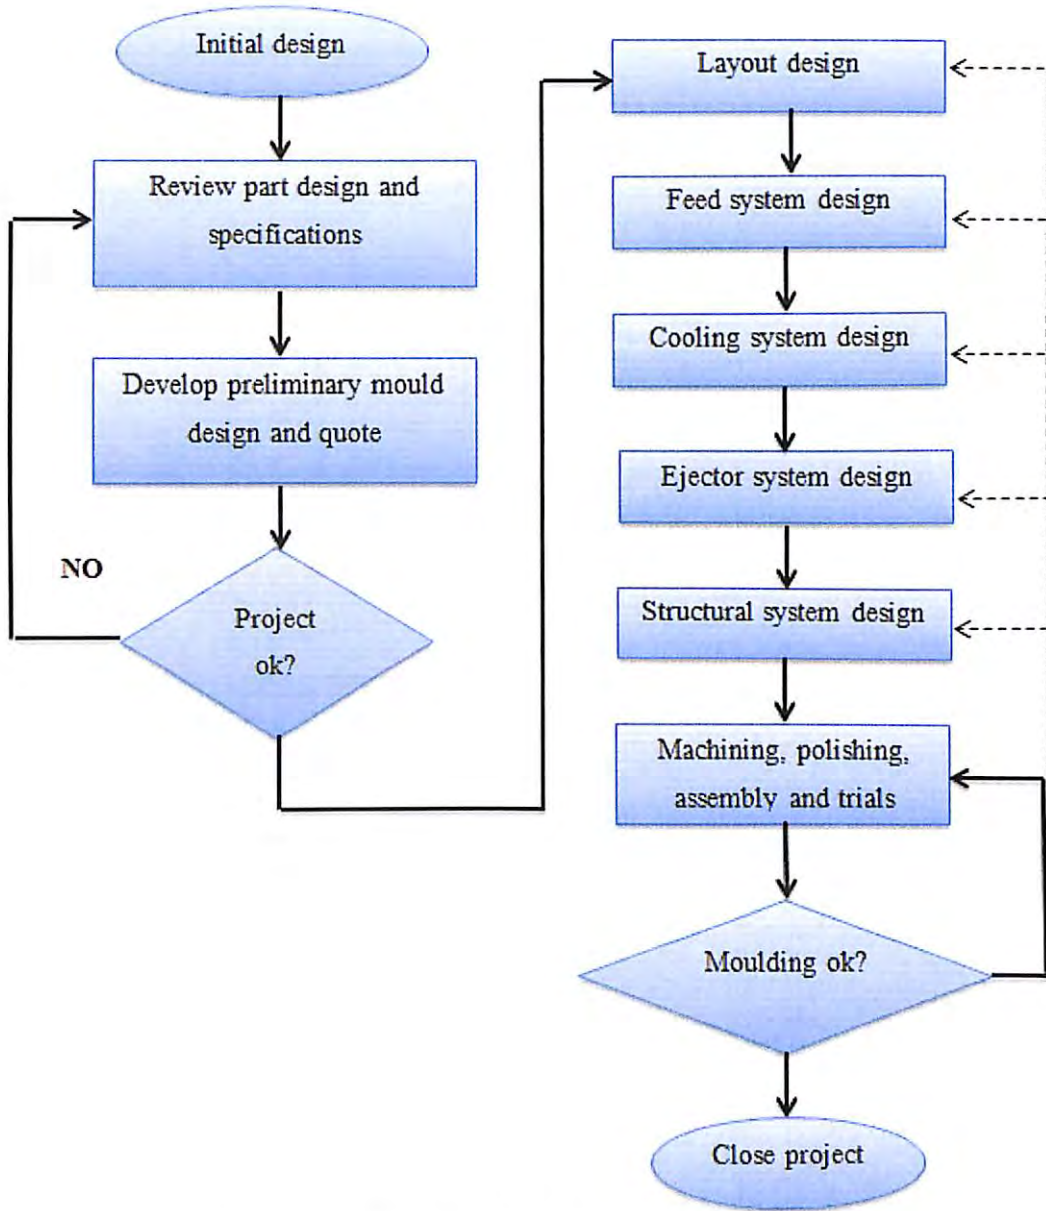 Initial design
Review part design and
specifications
Develop preliminary mould
design and quote
NO
Project
ok?
Layout design
Feed system design
Cooling system design
Ejector system design
Structural system design
Machining, polishing,
assembly and trials
Moulding ok?
Close project